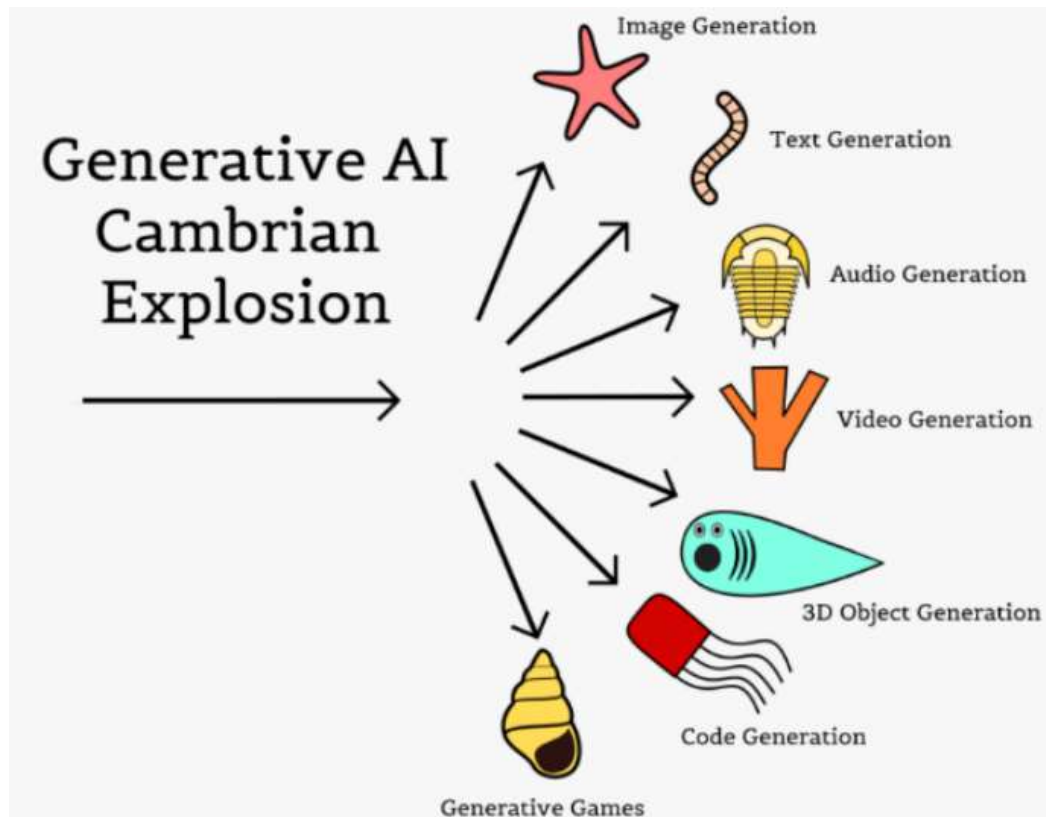 Generative AI
Cambrian
Explosion
Image Generation
Text Generation
Audio Generation
Video Generation
3D Object Generation
Code Generation
Generative Games